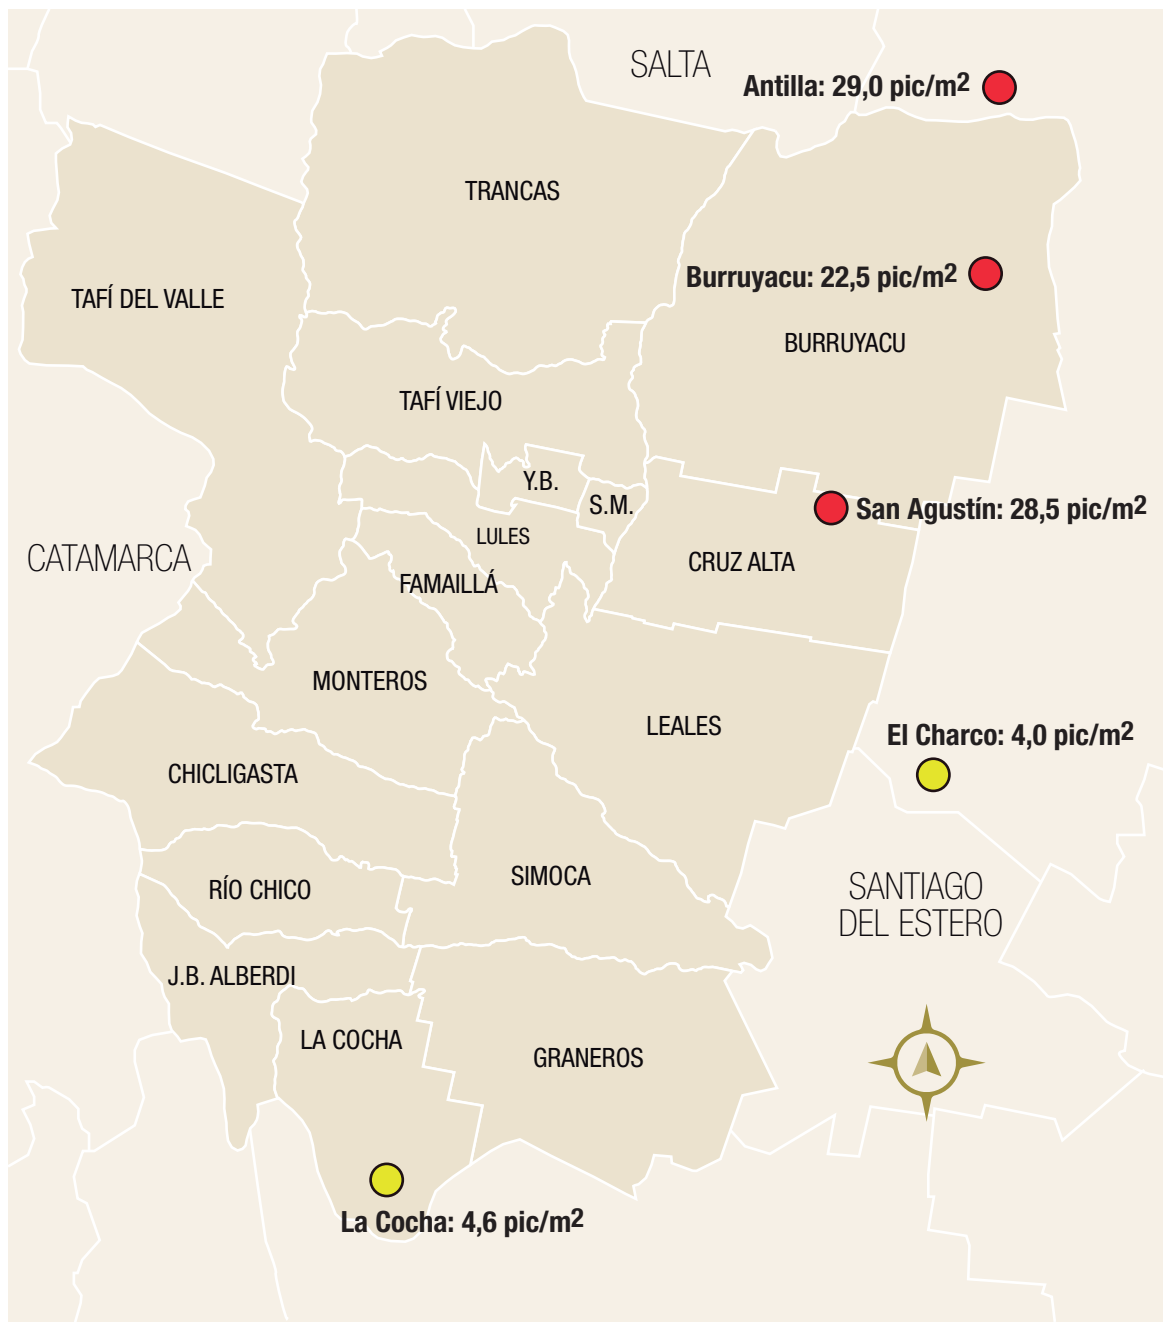 SALTA
Antilla: 29,0 pic/m2
TRANCAS
Burruyacu: 22,5 pic/m2
TAFÍ DEL VALLE
BURRUYACU
TAFÍ VIEJO
Y.B.
S.M.
San Agustín: 28,5 pic/m2
LULES
CATAMARCA
CRUZ ALTA
FAMAILLÁ
MONTEROS
LEALES
El Charco: 4,0 pic/m2
CHICLIGASTA
SIMOCA
RÍO CHICO
SANTIAGO
DEL ESTERO
J.B. ALBERDI
LA COCHA
GRANEROS
La Cocha: 4,6 pic/m2